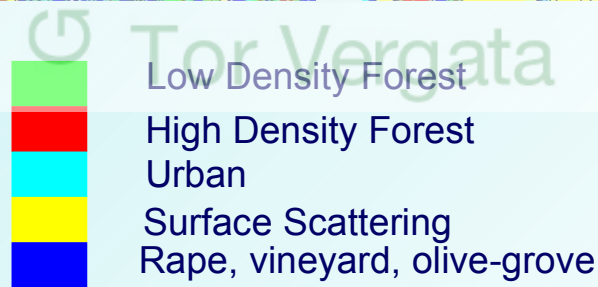 Tor Vergata
Low Density Forest
High Density Forest
Urban
Surface Scattering
Rape, vineyard, olive-grove